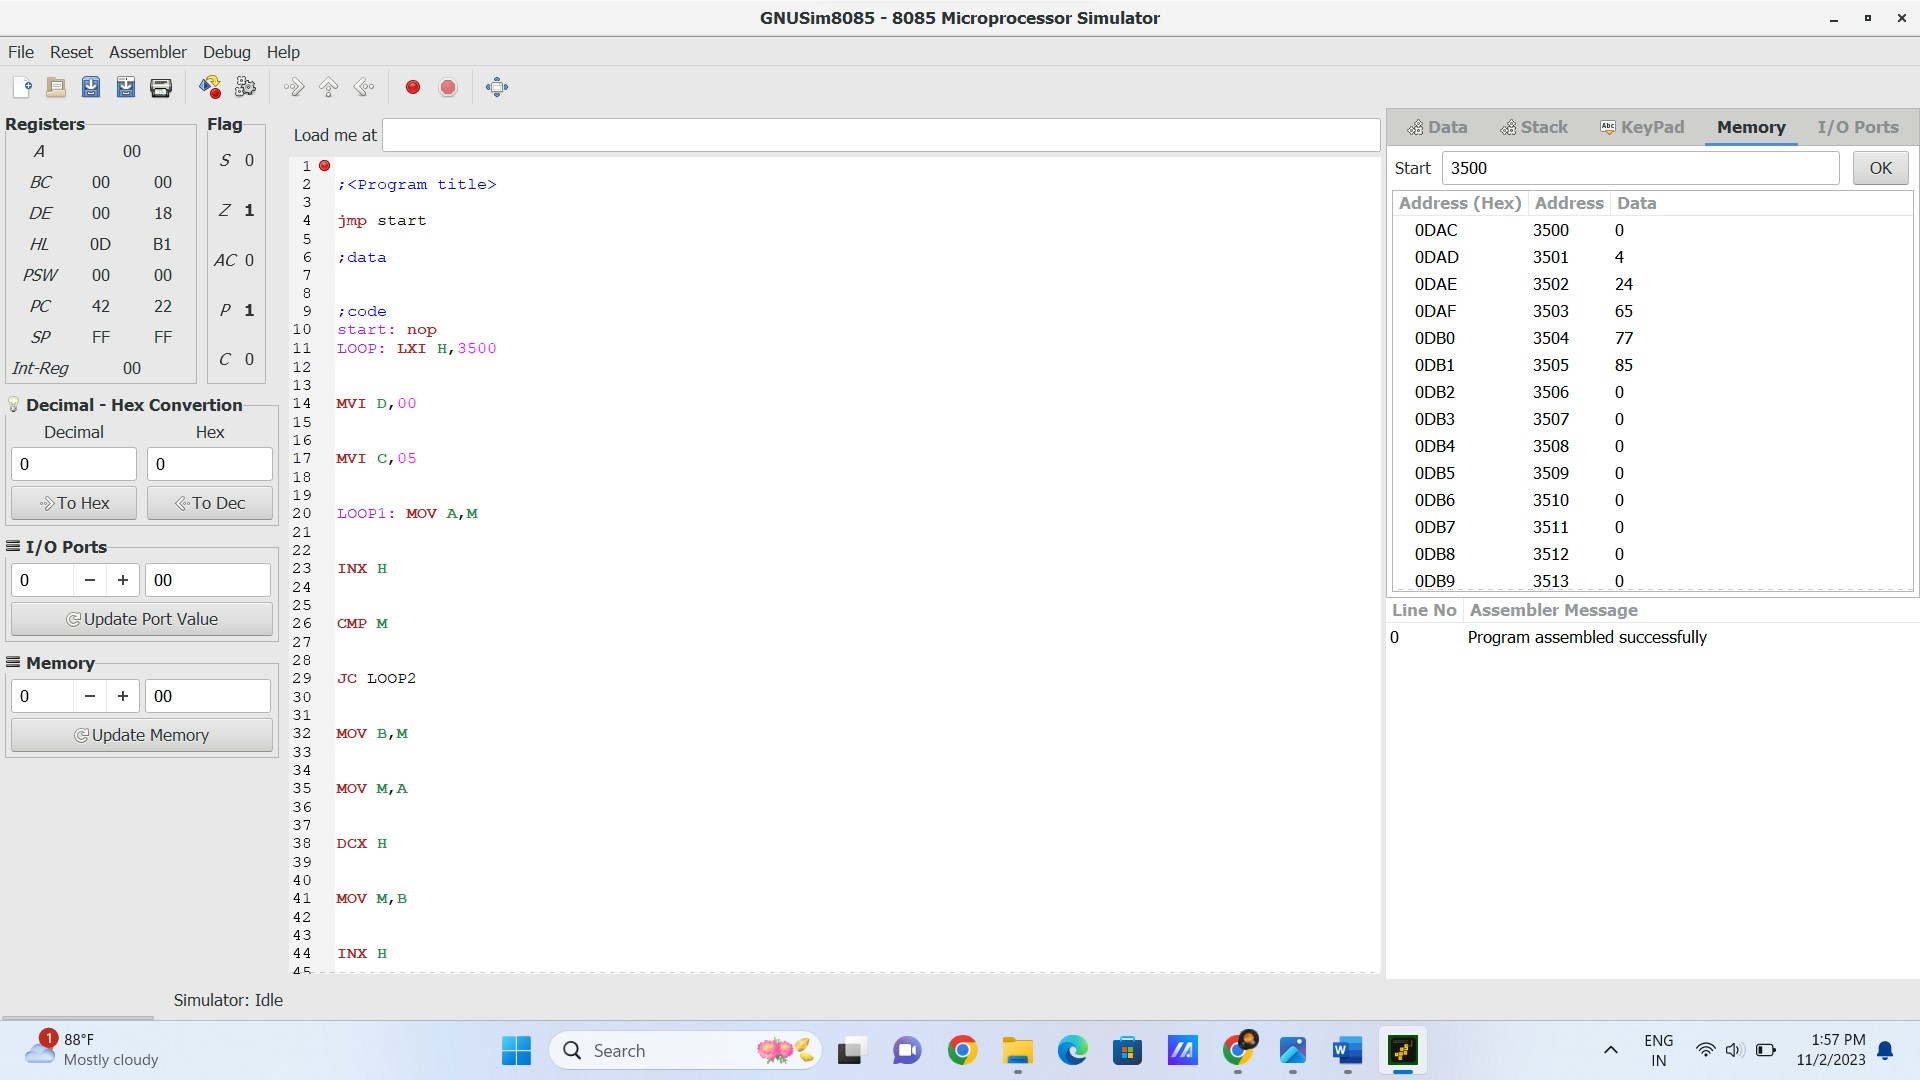 GNUSim8085 - 8085 Microprocessor Simulator
File Reset Assembler Debug Help
Registers
A 00
BC 00 00
DE 00 18
HL 0D B1
PSW 00 00
PC 42 22
SP FF FF
Int-Reg 00
Flag
S 0
Z 1
AC 0
P 1
C 0
Decimal - Hex Convertion
Decimal Hex
0 0
To Hex To Dec
I/O Ports
0 − + 00
Update Port Value
Memory
0 − + 00
Update Memory
Load me at
1
2 ;<Program title>
3
4 jmp start
5
6 ;data
7
8
9 ;code
10 start: nop
11 LOOP: LXI H,3500
12
13
14 MVI D,00
15
16
17 MVI C,05
18
19
20 LOOP1: MOV A,M
21
22
23 INX H
24
25
26 CMP M
27
28
29 JC LOOP2
30
31
32 MOV B,M
33
34
35 MOV M,A
36
37
38 DCX H
39
40
41 MOV M,B
42
43
44 INX H
45
Data Stack Abc KeyPad Memory I/O Ports
Start 3500 OK
Address (Hex) Address Data
0DAC 3500 0
0DAD 3501 4
0DAE 3502 24
0DAF 3503 65
0DB0 3504 77
0DB1 3505 85
0DB2 3506 0
0DB3 3507 0
0DB4 3508 0
0DB5 3509 0
0DB6 3510 0
0DB7 3511 0
0DB8 3512 0
0DB9 3513 0
Line No Assembler Message
0 Program assembled successfully
Simulator: Idle
1 88°F
Mostly cloudy
Search
ENG
IN
1:57 PM
11/2/2023